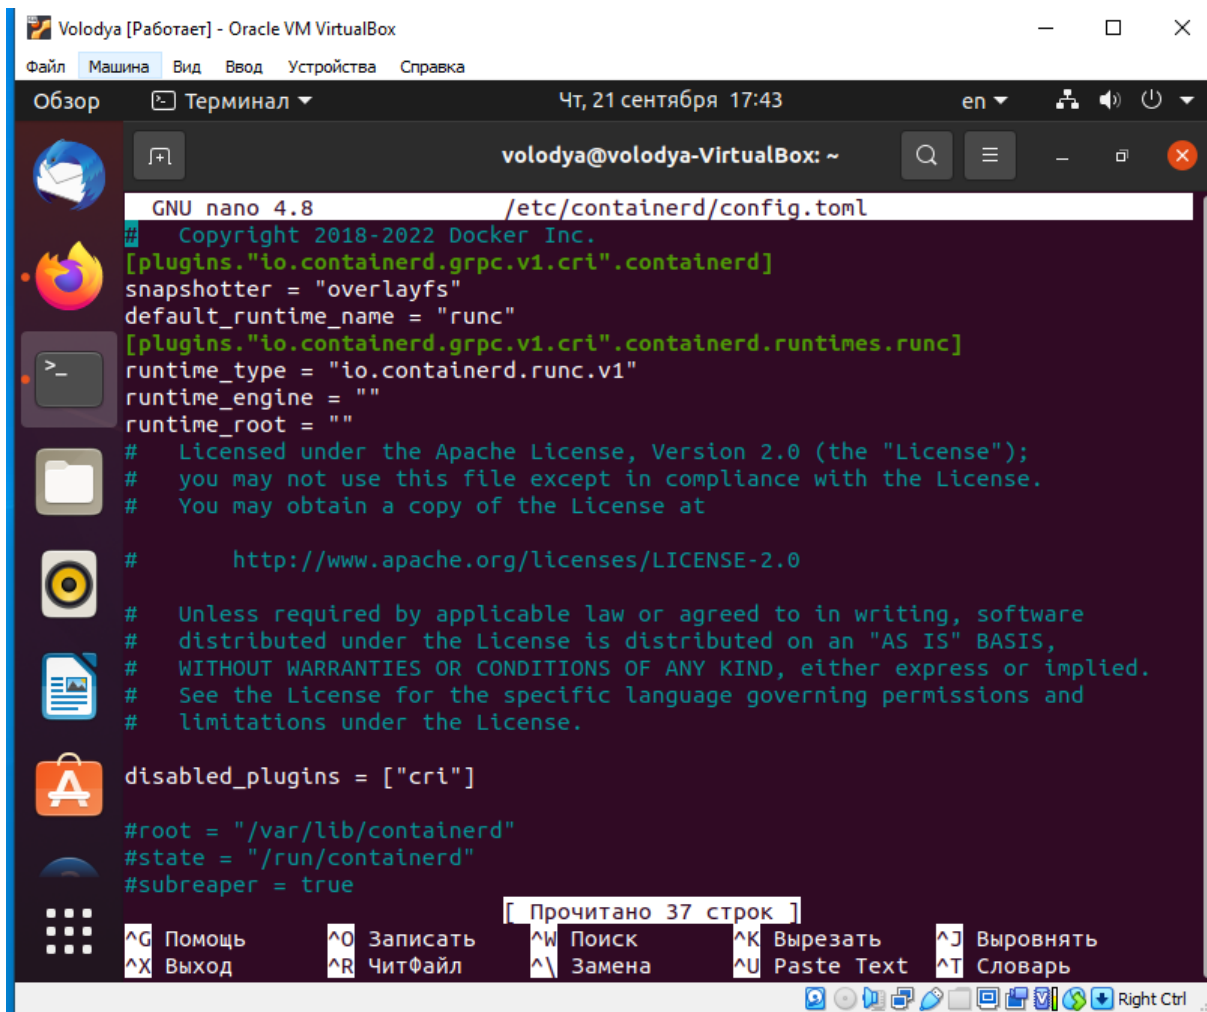 Volodya [Работает] - Oracle VM VirtualBox
Файл Машина Вид Ввод Устройства Справка
Обзор Терминал Чт, 21 сентября 17:43 en
volodya@volodya-VirtualBox: ~
GNU nano 4.8 /etc/containerd/config.toml
#   Copyright 2018-2022 Docker Inc.
[plugins."io.containerd.grpc.v1.cri".containerd]
snapshotter = "overlayfs"
default_runtime_name = "runc"
[plugins."io.containerd.grpc.v1.cri".containerd.runtimes.runc]
runtime_type = "io.containerd.runc.v1"
runtime_engine = ""
runtime_root = ""
#   Licensed under the Apache License, Version 2.0 (the "License");
#   you may not use this file except in compliance with the License.
#   You may obtain a copy of the License at
#       http://www.apache.org/licenses/LICENSE-2.0
#   Unless required by applicable law or agreed to in writing, software
#   distributed under the License is distributed on an "AS IS" BASIS,
#   WITHOUT WARRANTIES OR CONDITIONS OF ANY KIND, either express or implied.
#   See the License for the specific language governing permissions and
#   limitations under the License.
disabled_plugins = ["cri"]
#root = "/var/lib/containerd"
#state = "/run/containerd"
#subreaper = true
[ Прочитано 37 строк ]
^G Помощь ^O Записать ^W Поиск ^K Вырезать ^J Выровнять
^X Выход ^R ЧитФайл ^\ Замена ^U Paste Text ^T Словарь
Right Ctrl